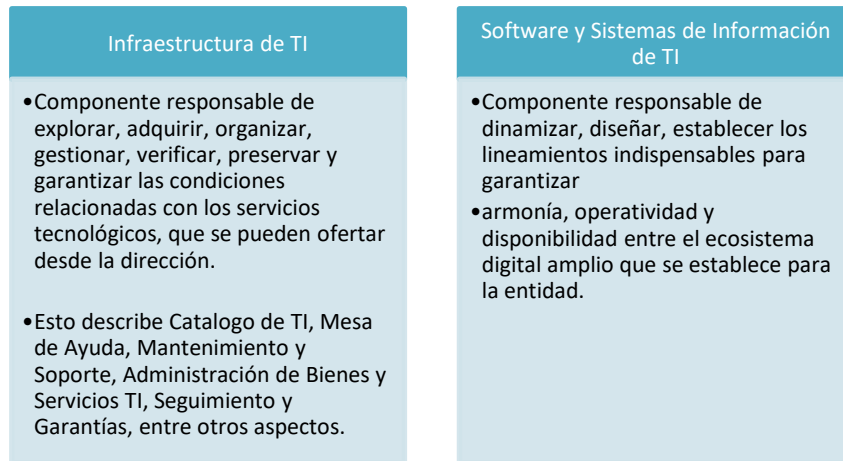 Infraestructura de TI
•Componente responsable de
explorar, adquirir, organizar,
gestionar, verificar, preservar y
garantizar las condiciones
relacionadas con los servicios
tecnológicos, que se pueden ofertar
desde la dirección.
•Esto describe Catalogo de TI, Mesa
de Ayuda, Mantenimiento y
Soporte, Administración de Bienes y
Servicios TI, Seguimiento y
Garantías, entre otros aspectos.
Software y Sistemas de Información
de TI
•Componente responsable de
dinamizar, diseñar, establecer los
lineamientos indispensables para
garantizar
•armonía, operatividad y
disponibilidad entre el ecosistema
digital amplio que se establece para
la entidad.